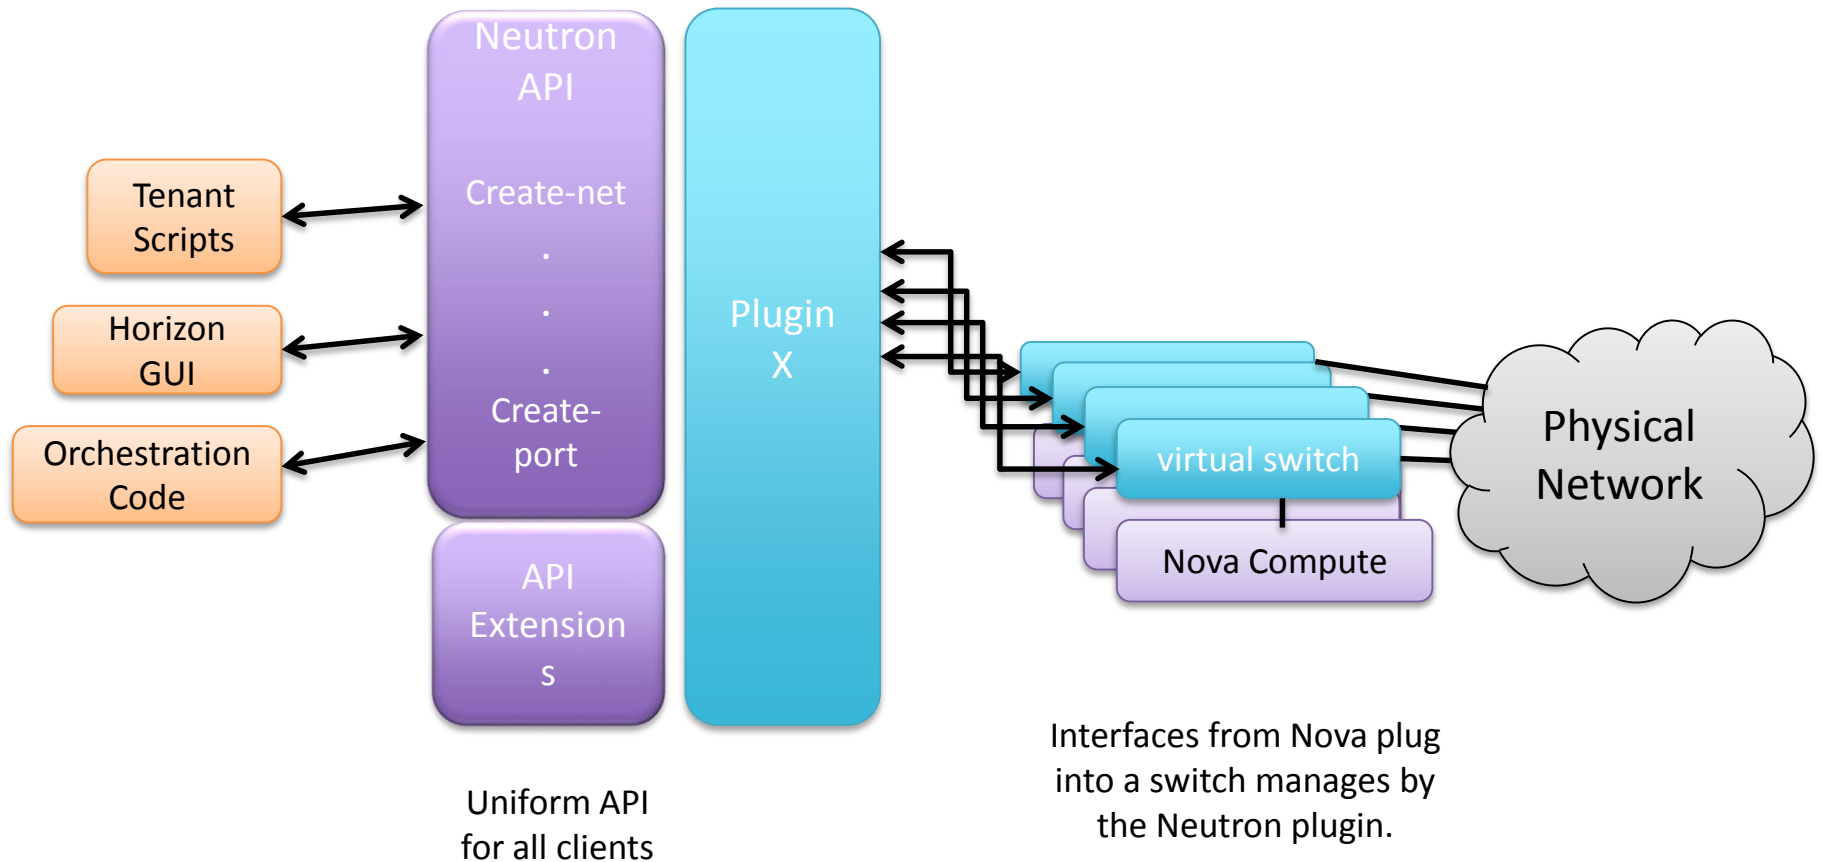 Neutron
API
Create-net
.
.
.
Create-
port
Tenant
Scripts
Horizon
GUI
Orchestration
Code
API
Extension
s
Plugin
X
virtual switch
Nova Compute
Physical
Network
Uniform API
for all clients
Interfaces from Nova plug
into a switch manages by
the Neutron plugin.